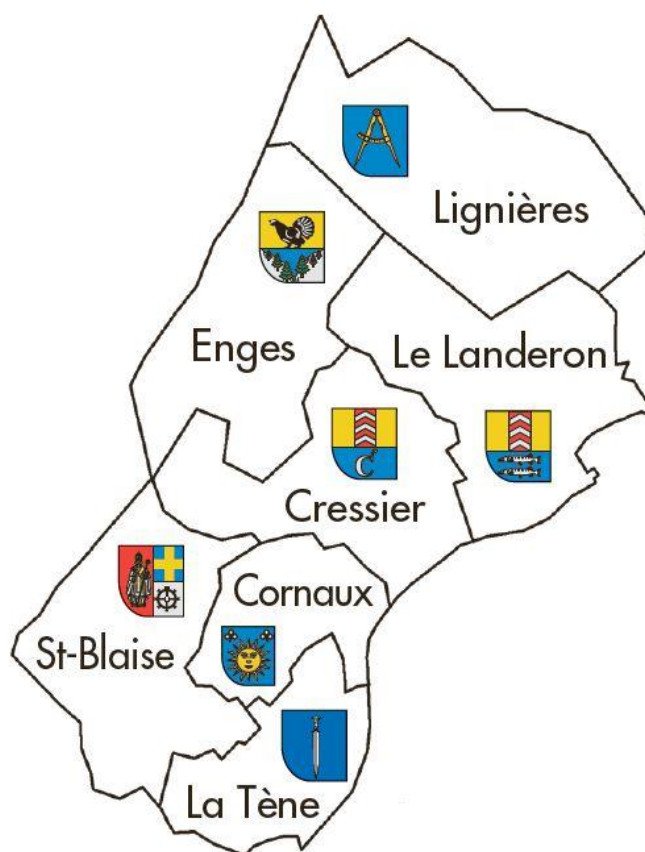 Lignières
Enges
Le Landeron
Cressier
Cornaux
St-Blaise
La Tène